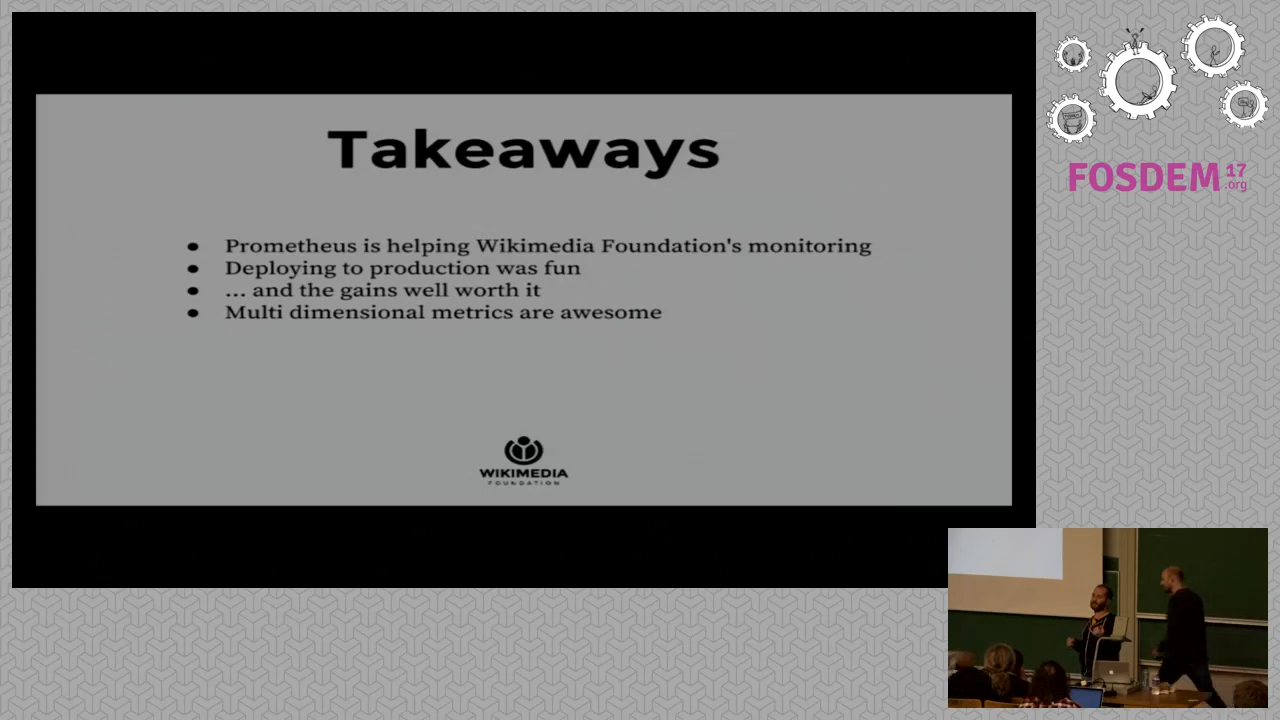 Takeaways
● Prometheus is helping Wikimedia Foundation's monitoring
● Deploying to production was fun
● ... and the gains well worth it
● Multi dimensional metrics are awesome
WIKIMEDIA
FOUNDATION
FOSDEM 17
.org